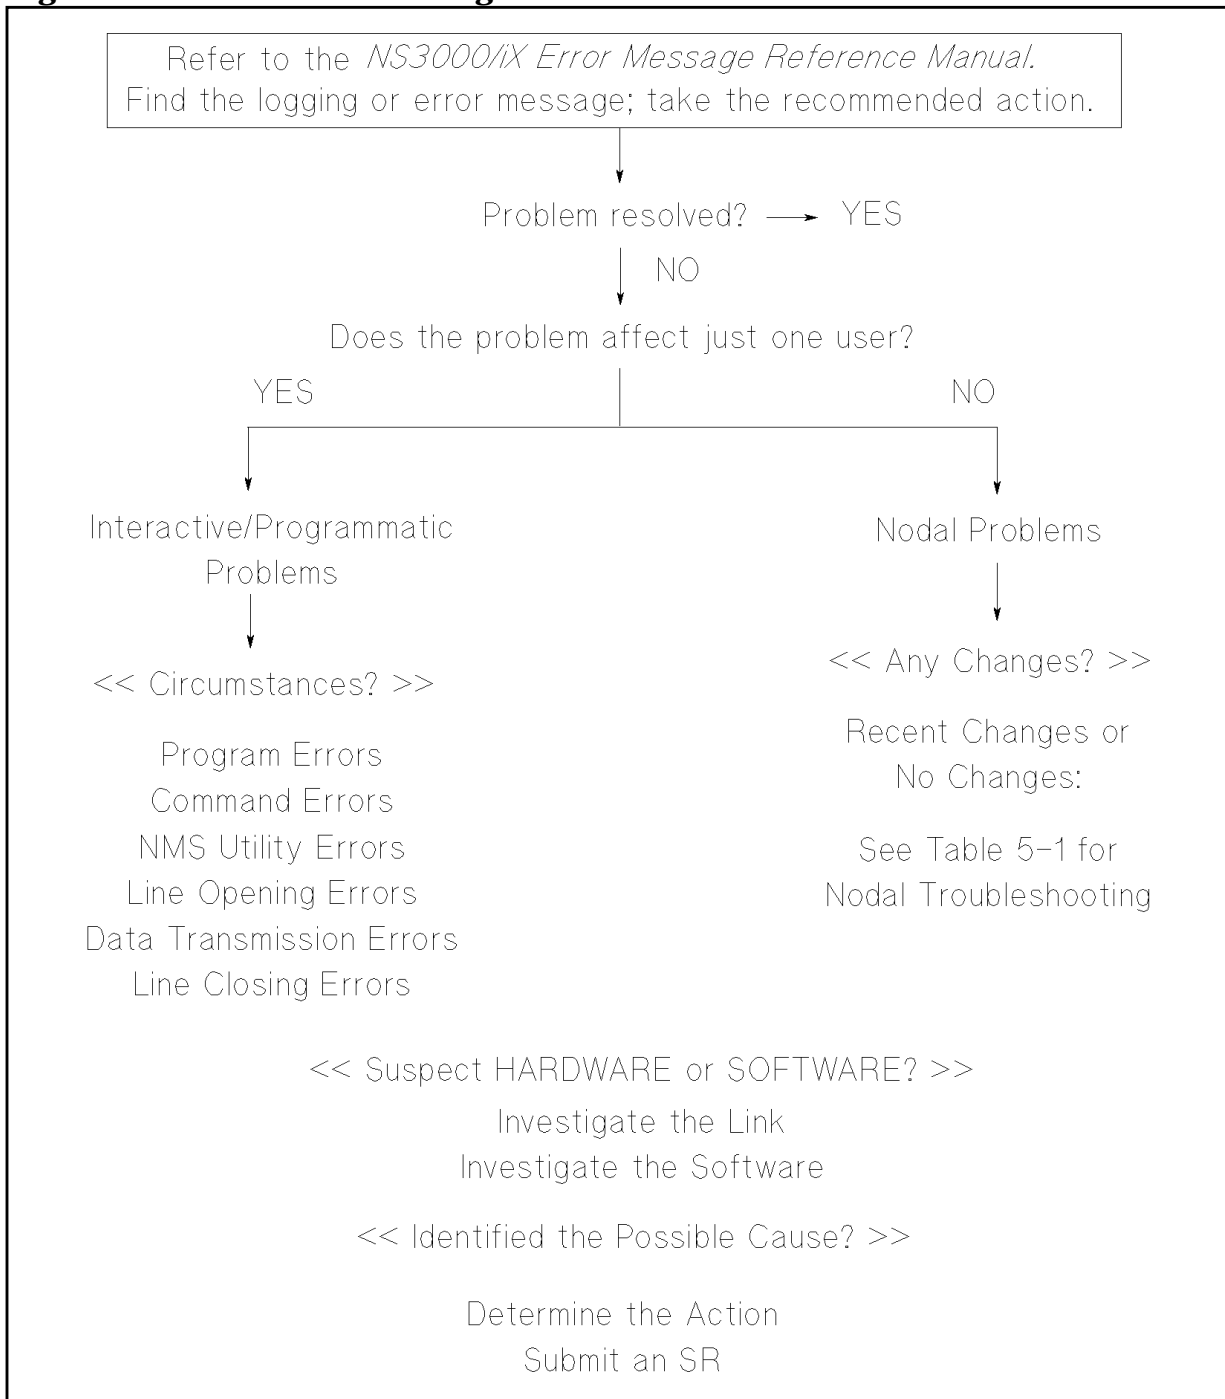 Refer to the NS3000/iX Error Message Reference Manual.
Find the logging or error message; take the recommended action.
Problem resolved? YES
NO
Does the problem affect just one user?
YES NO
Interactive/Programmatic
Problems
<< Circumstances? >>
Program Errors
Command Errors
NMS Utility Errors
Line Opening Errors
Data Transmission Errors
Line Closing Errors
Nodal Problems
<< Any Changes? >>
Recent Changes or
No Changes:
See Table 5-1 for
Nodal Troubleshooting
<< Suspect HARDWARE or SOFTWARE? >>
Investigate the Link
Investigate the Software
<< Identified the Possible Cause? >>
Determine the Action
Submit an SR